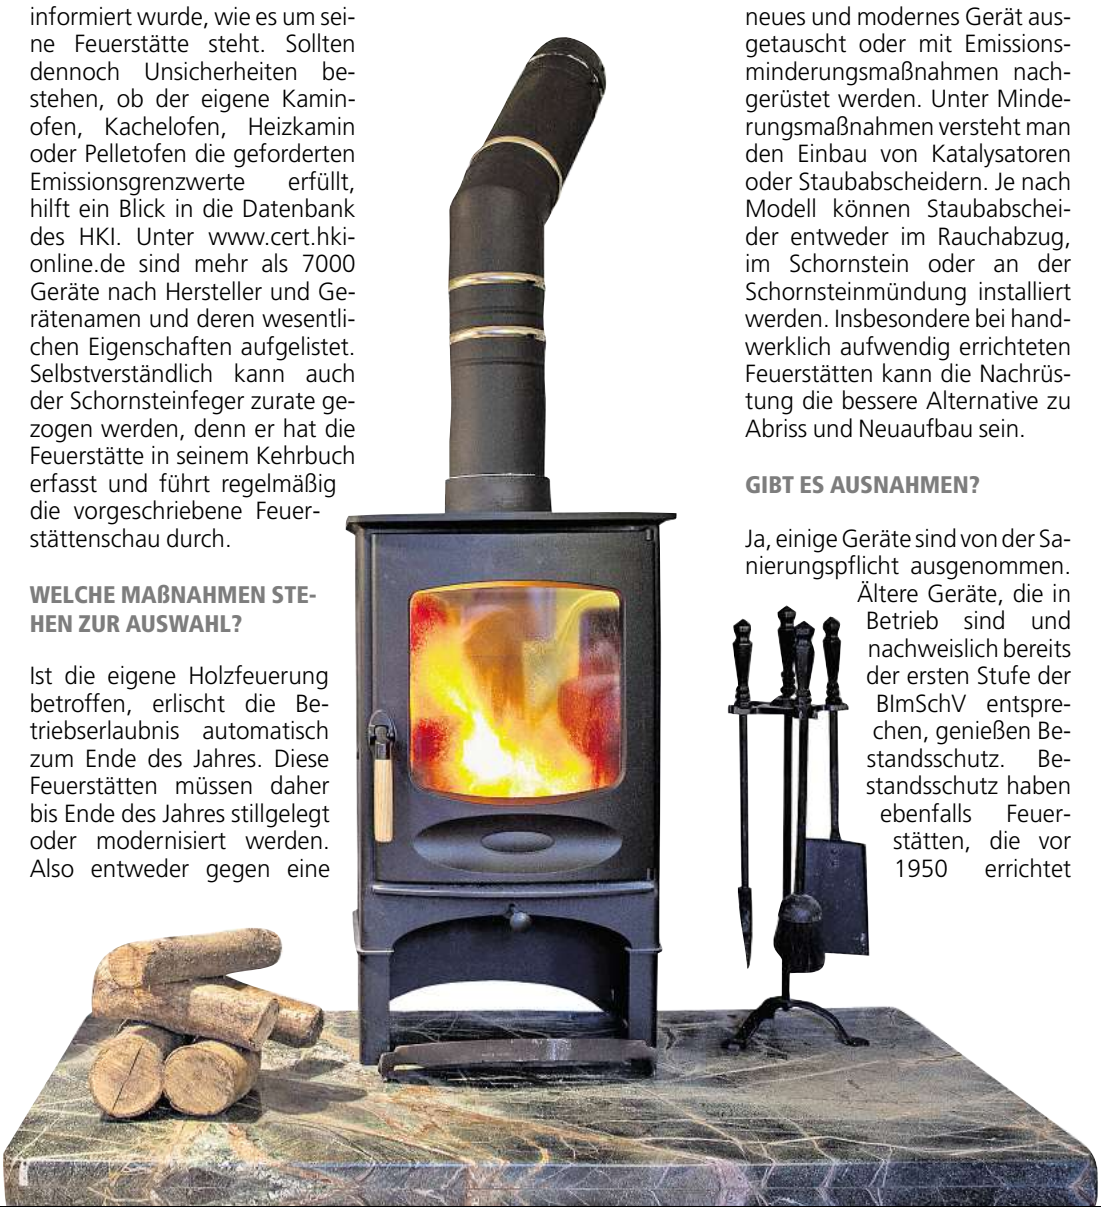 informiert wurde, wie es um sei-
ne Feuerstätte steht. Sollten
dennoch Unsicherheiten be-
stehen, ob der eigene Kamin-
ofen, Kachelofen, Heizkamin
oder Pelletofen die geforderten
Emissionsgrenzwerte erfüllt,
hilft ein Blick in die Datenbank
des HKI. Unter www.cert.hki-
online.de sind mehr als 7000
Geräte nach Hersteller und Ge-
rätenamen und deren wesentli-
chen Eigenschaften aufgelistet.
Selbstverständlich kann auch
der Schornsteinfeger zurate ge-
zogen werden, denn er hat die
Feuerstätte in seinem Kehrbuch
erfasst und führt regelmäßig
die vorgeschriebene Feuer-
stättenschau durch.
WELCHE MAßNAHMEN STE-
HEN ZUR AUSWAHL?
Ist die eigene Holzfeuerung
betroffen, erlischt die Be-
triebserlaubnis automatisch
zum Ende des Jahres. Diese
Feuerstätten müssen daher
bis Ende des Jahres stillgelegt
oder modernisiert werden.
Also entweder gegen eine
neues und modernes Gerät aus-
getauscht oder mit Emissions-
minderungsmaßnahmen nach-
gerüstet werden. Unter Minde-
rungsmaßnahmen versteht man
den Einbau von Katalysatoren
oder Staubabscheidern. Je nach
Modell können Staubabschei-
der entweder im Rauchabzug,
im Schornstein oder an der
Schornsteinmündung installiert
werden. Insbesondere bei hand-
werklich aufwendig errichteten
Feuerstätten kann die Nachrüs-
tung die bessere Alternative zu
Abriss und Neuaufbau sein.
GIBT ES AUSNAHMEN?
Ja, einige Geräte sind von der Sa-
nierungspflicht ausgenommen.
Ältere Geräte, die in
Betrieb sind und
nachweislich bereits
der ersten Stufe der
BImSchV entspre-
chen, genießen Be-
standsschutz. Be-
standsschutz haben
ebenfalls Feuer-
stätten, die vor
1950 errichtet